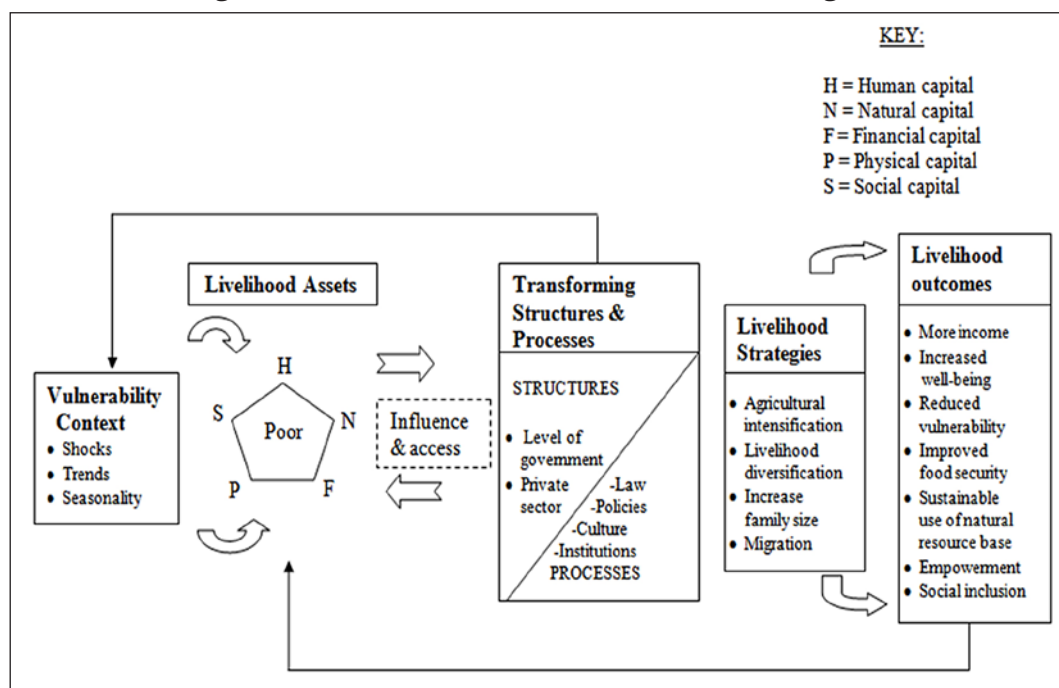 KEY:
H = Human capital
N = Natural capital
F = Financial capital
P = Physical capital
S = Social capital
Livelihood Assets
Vulnerability
Context
• Shocks
• Trends
• Seasonality
H
S
N
Poor
P
F
Influence
& access
Transforming
Structures &
Processes
STRUCTURES
• Level of
government
• Private
sector
-Law
-Policies
-Culture
-Institutions
PROCESSES
Livelihood
Strategies
• Agricultural
intensification
• Livelihood
diversification
• Increase
family size
• Migration
Livelihood
outcomes
• More income
• Increased
well-being
• Reduced
vulnerability
• Improved
food security
• Sustainable
use of natural
resource base
• Empowerment
• Social inclusion